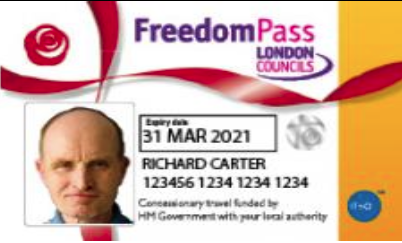 FreedomPass
LONDON
COUNCILS
Expiry date
31 MAR 2021
RICHARD CARTER
123456 1234 1234 1234
Concessionary travel funded by
HM Government with your local authority